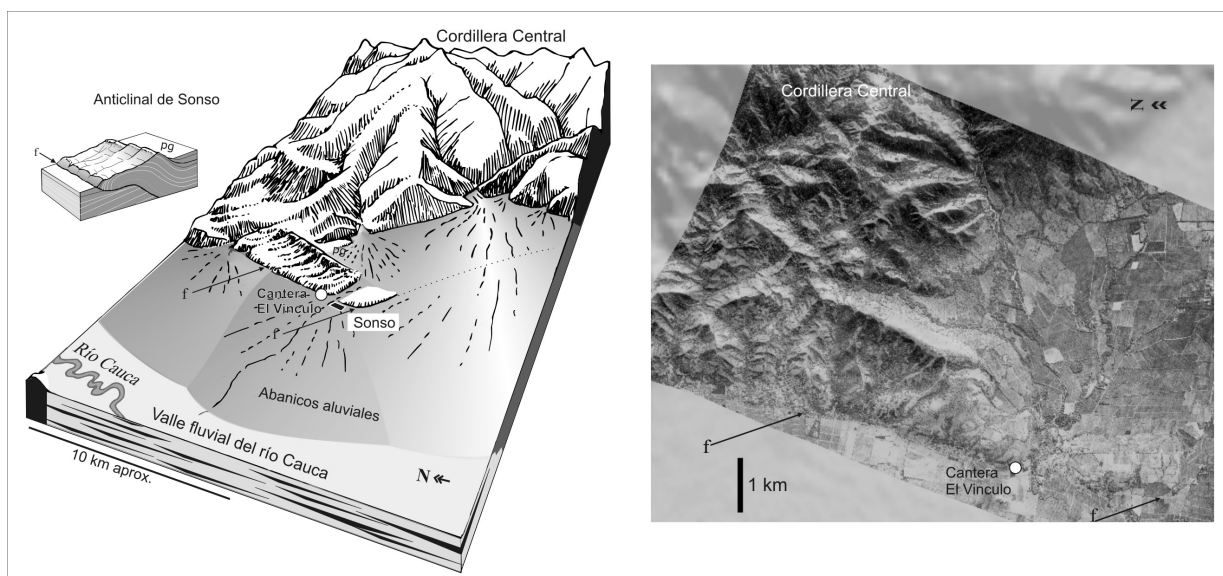 Cordillera Central
Anticlinal de Sonso
f
pg
pg
f
Cantera
El Vinculo
f
Sonso
Río Cauca
Abanicos aluviales
Valle fluvial del río Cauca
10 km aprox.
N
Cordillera Central
N
f
Cantera
El Vinculo
1 km
f